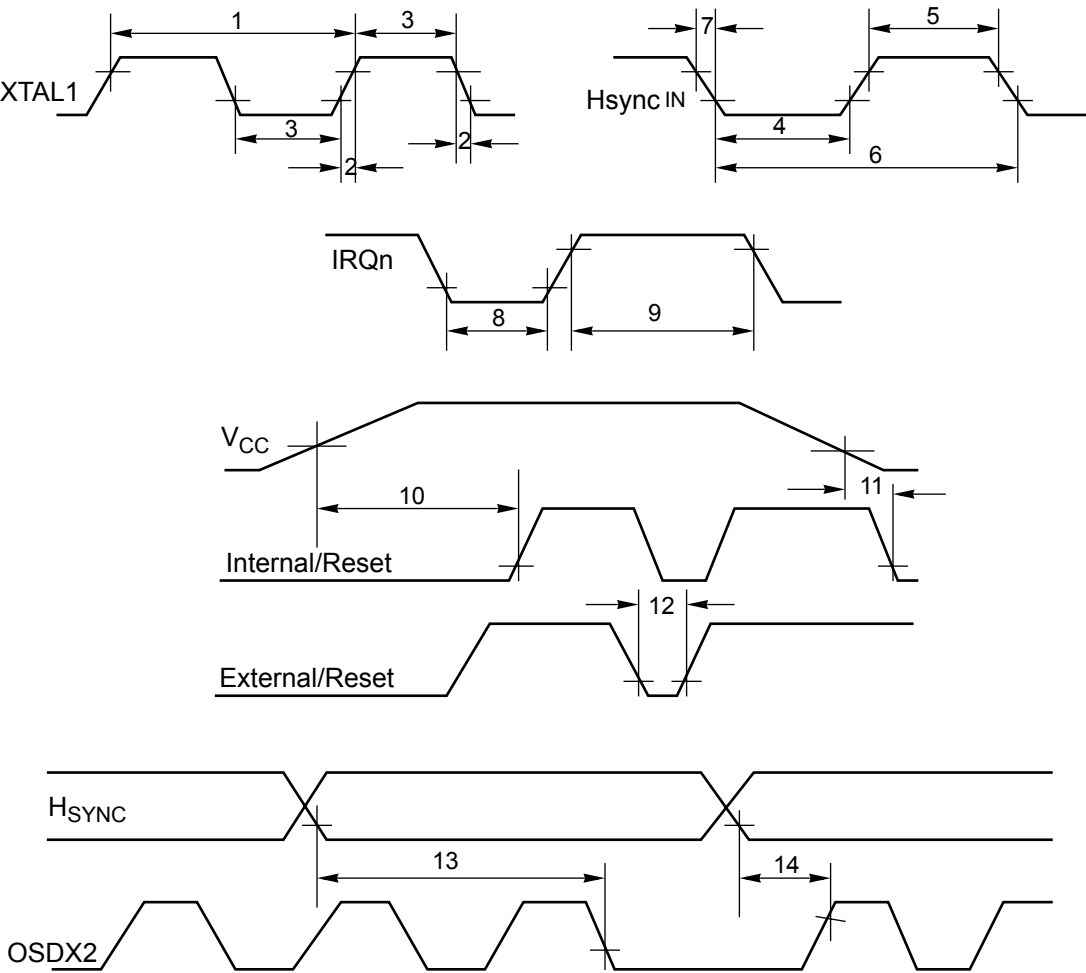 1 3 7 5
XTAL1 Hsync IN
3 2 4
2 6
IRQn
8 9
VCC
10 11
Internal/Reset
12
External/Reset
HSYNC
13 14
OSDX2